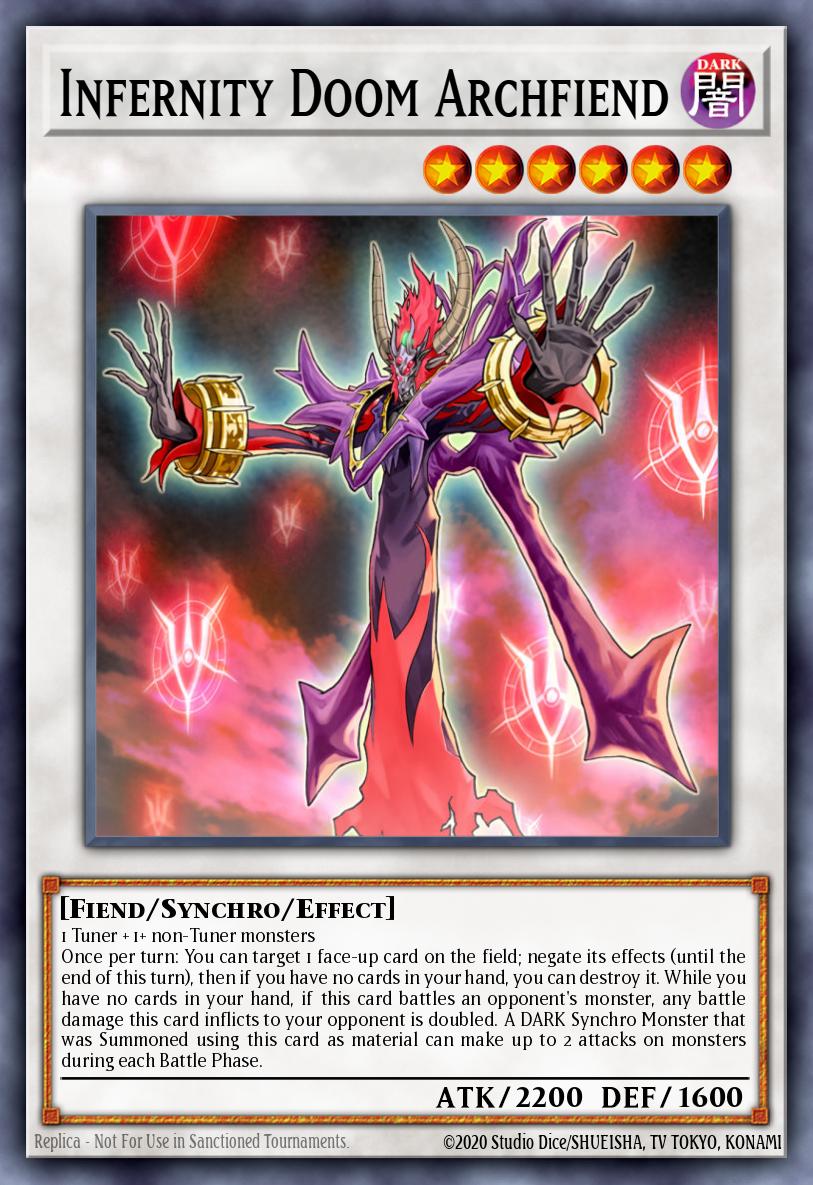 Infernity Doom Archfiend
DARK
闇
[Fiend/Synchro/Effect]
1 Tuner + 1+ non-Tuner monsters
Once per turn: You can target 1 face-up card on the field; negate its effects (until the
end of this turn), then if you have no cards in your hand, you can destroy it. While you
have no cards in your hand, if this card battles an opponent's monster, any battle
damage this card inflicts to your opponent is doubled. A DARK Synchro Monster that
was Summoned using this card as material can make up to 2 attacks on monsters
during each Battle Phase.
ATK/2200 DEF/1600
Replica - Not For Use in Sanctioned Tournaments.
©2020 Studio Dice/SHUEISHA, TV TOKYO, KONAMI